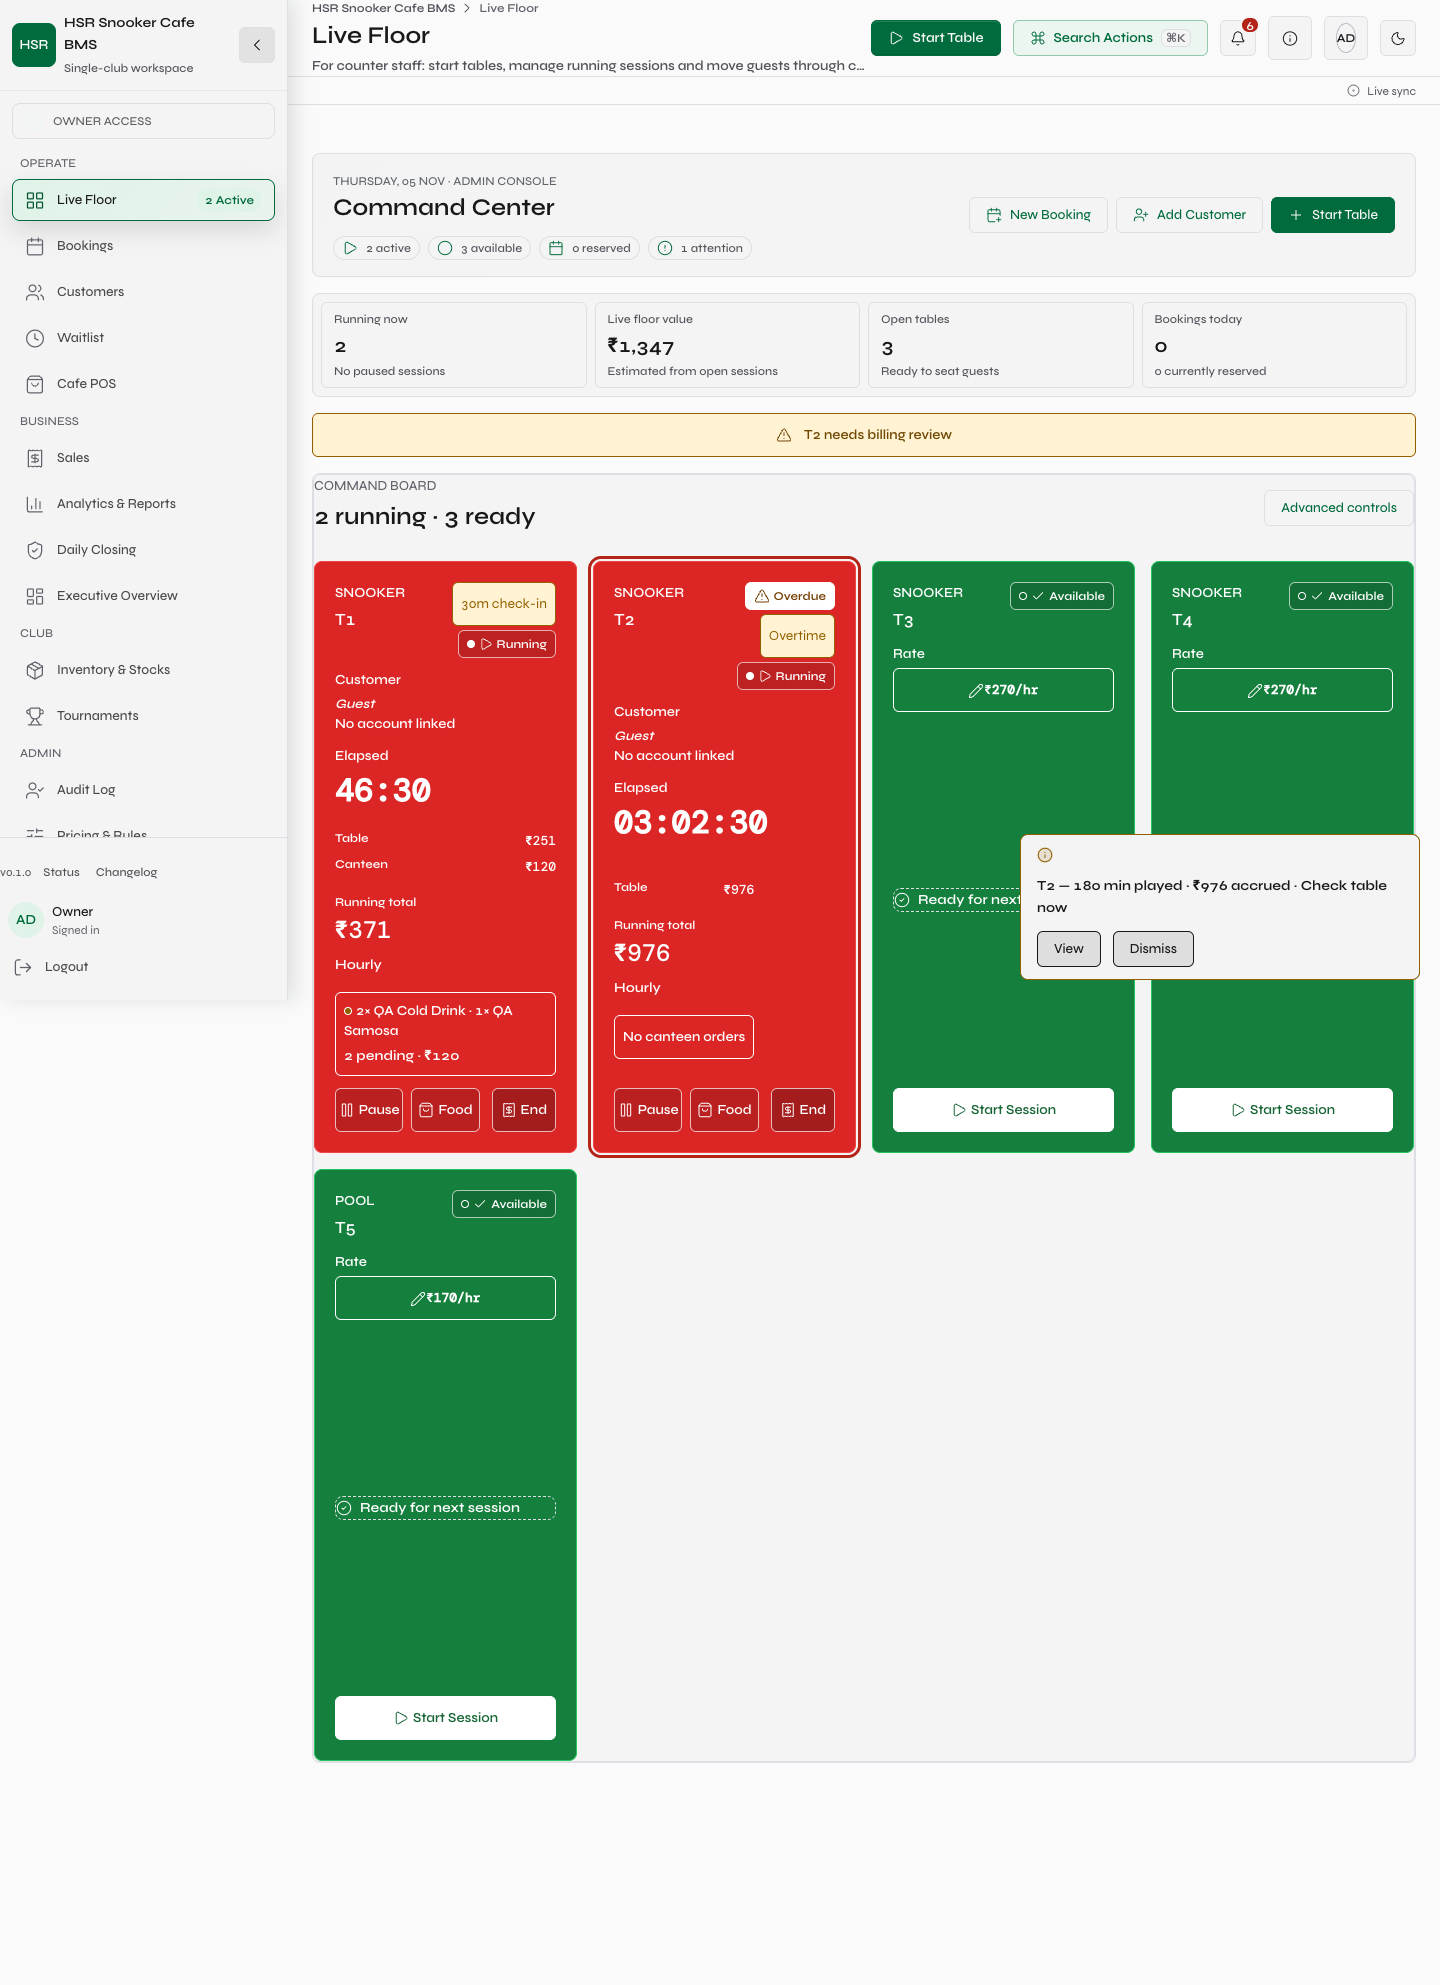 HSR
HSR Snooker Cafe
BMS
Single-club workspace
OWNER ACCESS
OPERATE
Live Floor
2 Active
Bookings
Customers
Waitlist
Cafe POS
BUSINESS
Sales
Analytics & Reports
Daily Closing
Executive Overview
CLUB
Inventory & Stocks
Tournaments
ADMIN
Audit Log
Pricing & Rules
v0.1.0 Status Changelog
AD
Owner
Signed in
Logout
HSR Snooker Cafe BMS > Live Floor
Live Floor
For counter staff: start tables, manage running sessions and move guests through c…
Start Table
Search Actions ⌘K
6
AD
Live sync
THURSDAY, 05 NOV · ADMIN CONSOLE
Command Center
2 active
3 available
0 reserved
1 attention
New Booking
Add Customer
Start Table
Running now
2
No paused sessions
Live floor value
₹1,347
Estimated from open sessions
Open tables
3
Ready to seat guests
Bookings today
0
0 currently reserved
T2 needs billing review
COMMAND BOARD
2 running · 3 ready
Advanced controls
SNOOKER
T1
30m check-in
Running
Customer
Guest
No account linked
Elapsed
46:30
Table ₹251
Canteen ₹120
Running total
₹371
Hourly
2× QA Cold Drink · 1× QA
Samosa
2 pending · ₹120
Pause
Food
End
SNOOKER
T2
Overdue
Overtime
Running
Customer
Guest
No account linked
Elapsed
03:02:30
Table ₹976
Running total
₹976
Hourly
No canteen orders
Pause
Food
End
SNOOKER
T3
Available
Rate
₹270/hr
Ready for next
Start Session
SNOOKER
T4
Available
Rate
₹270/hr
Start Session
T2 — 180 min played · ₹976 accrued · Check table
now
View
Dismiss
POOL
T5
Available
Rate
₹170/hr
Ready for next session
Start Session